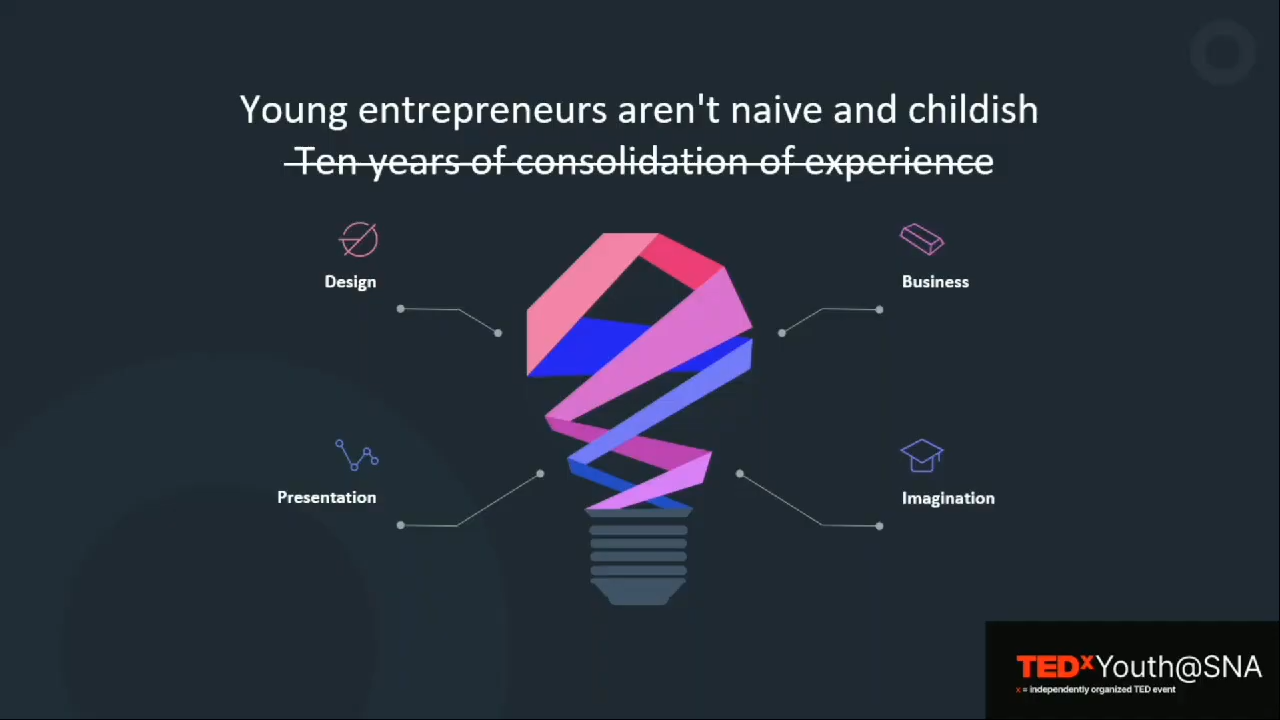 Young entrepreneurs aren't naive and childish
Ten years of consolidation of experience
Design
Business
Presentation
Imagination
TEDxYouth@SNA
x = independently organized TED event